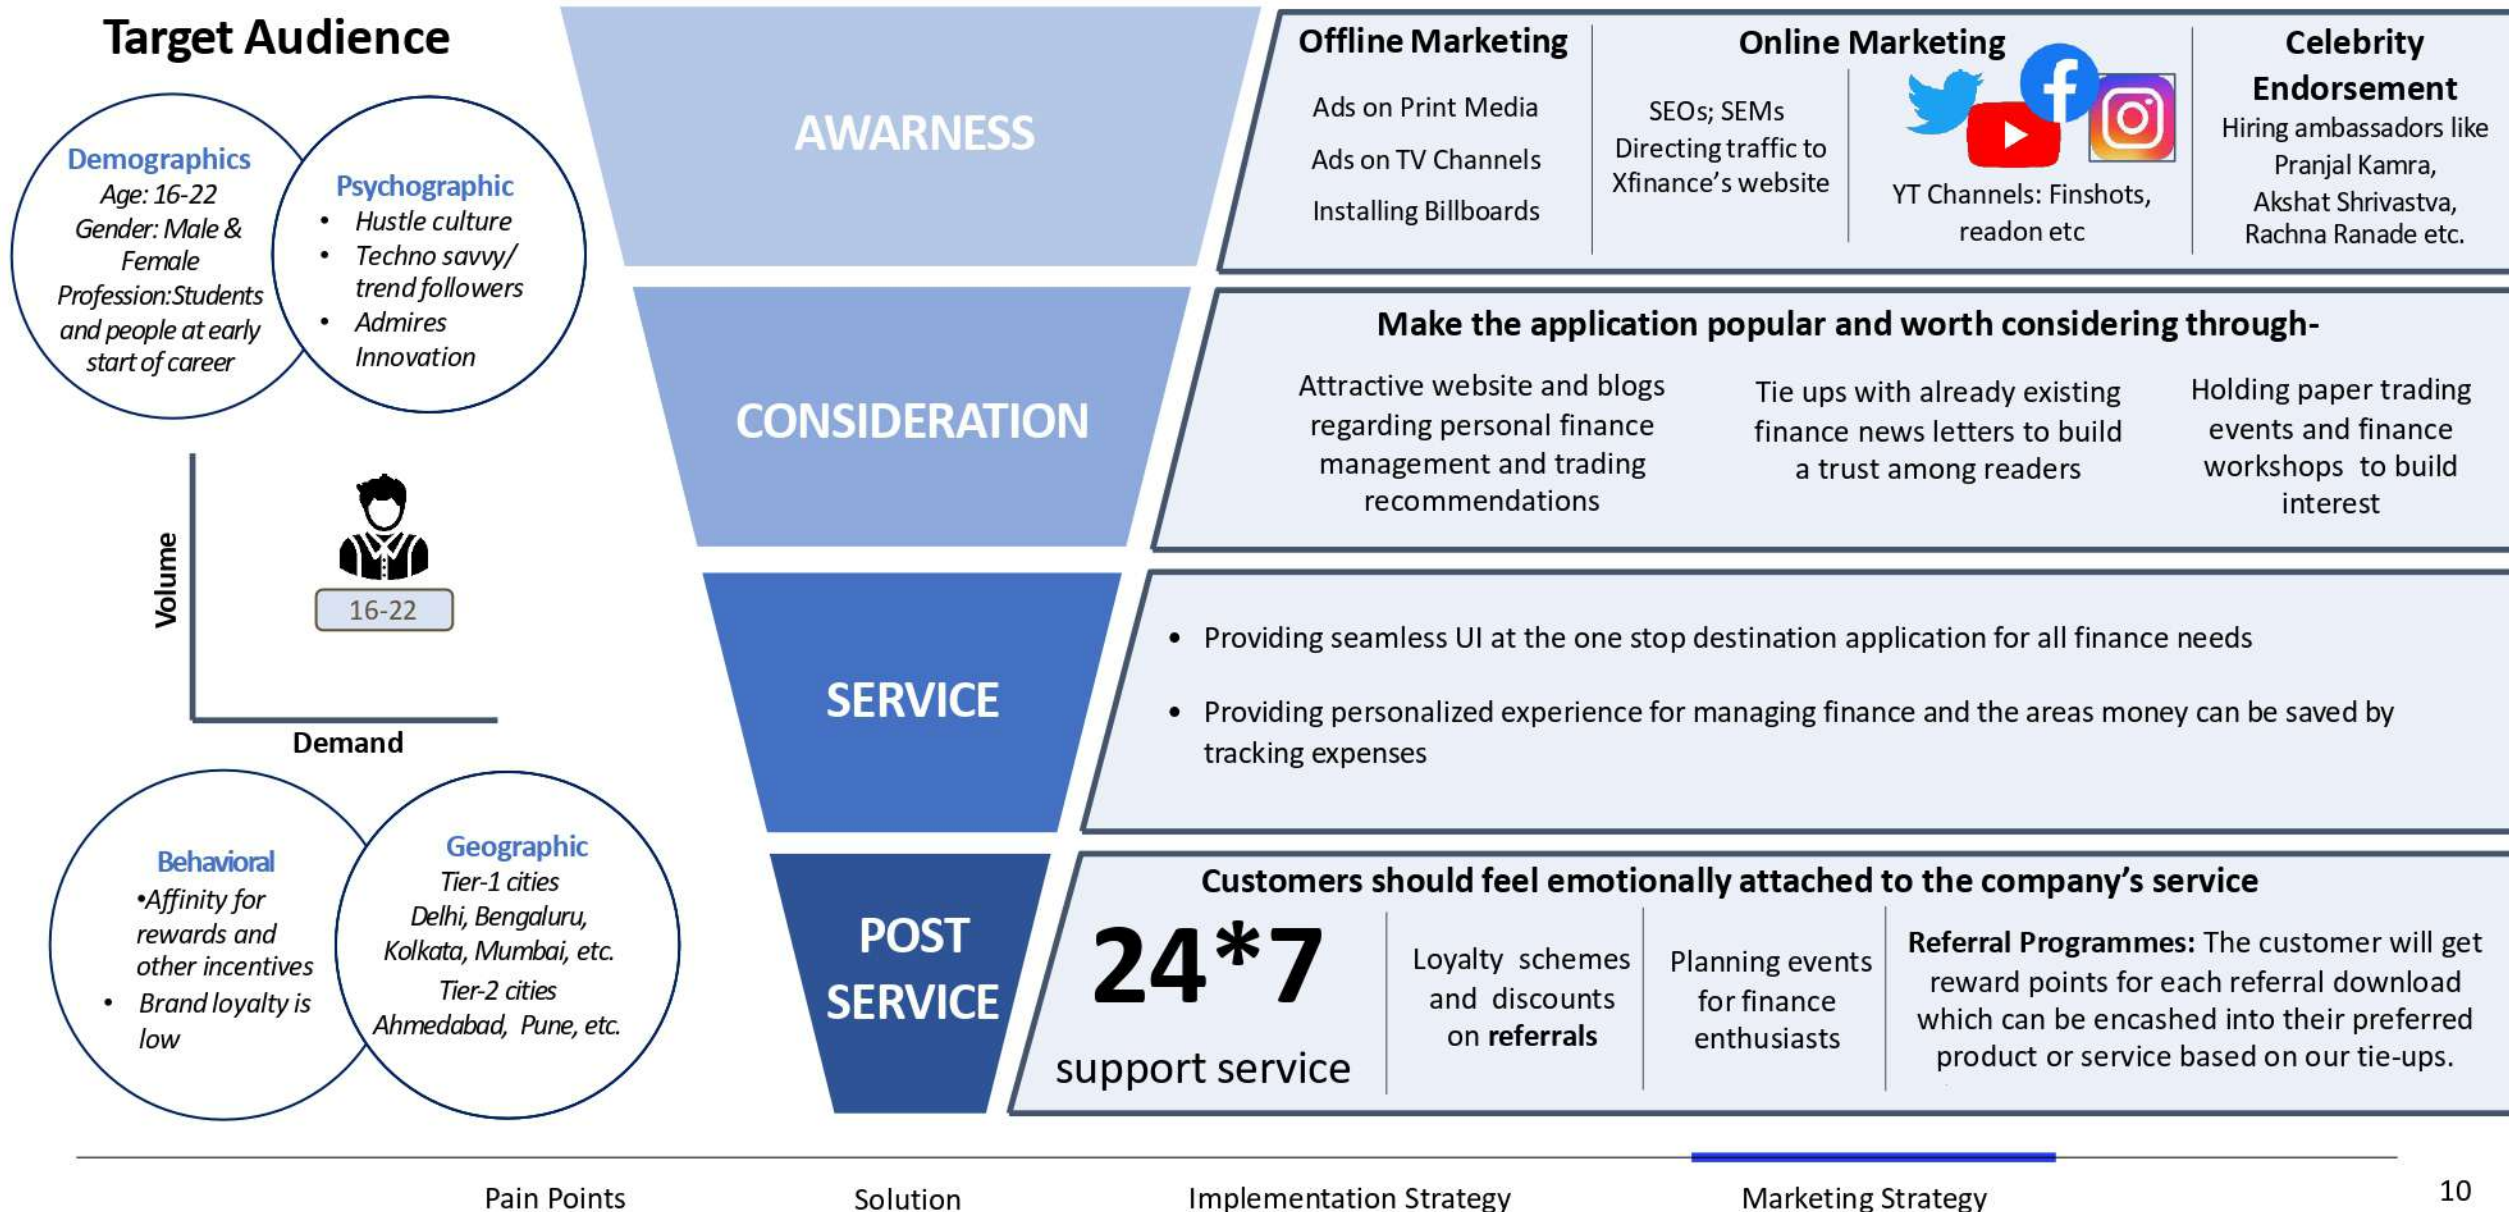 Target Audience
Demographics
Age: 16-22
Gender: Male &
Female
Profession:Students
and people at early
start of career
Psychographic
• Hustle culture
• Techno savvy/
trend followers
• Admires
Innovation
Volume
16-22
Demand
Behavioral
•Affinity for
rewards and
other incentives
• Brand loyalty is
low
Geographic
Tier-1 cities
Delhi, Bengaluru,
Kolkata, Mumbai, etc.
Tier-2 cities
Ahmedabad, Pune, etc.
AWARNESS
Offline Marketing
Ads on Print Media
Ads on TV Channels
Installing Billboards
Online Marketing
SEOs; SEMs
Directing traffic to
Xfinance’s website
YT Channels: Finshots,
readon etc
Celebrity
Endorsement
Hiring ambassadors like
Pranjal Kamra,
Akshat Shrivastva,
Rachna Ranade etc.
CONSIDERATION
Make the application popular and worth considering through-
Attractive website and blogs
regarding personal finance
management and trading
recommendations
Tie ups with already existing
finance news letters to build
a trust among readers
Holding paper trading
events and finance
workshops to build
interest
SERVICE
• Providing seamless UI at the one stop destination application for all finance needs
• Providing personalized experience for managing finance and the areas money can be saved by
tracking expenses
POST
SERVICE
Customers should feel emotionally attached to the company’s service
24*7
support service
Loyalty schemes
and discounts
on referrals
Planning events
for finance
enthusiasts
Referral Programmes: The customer will get
reward points for each referral download
which can be encashed into their preferred
product or service based on our tie-ups.
Pain Points
Solution
Implementation Strategy
Marketing Strategy
10